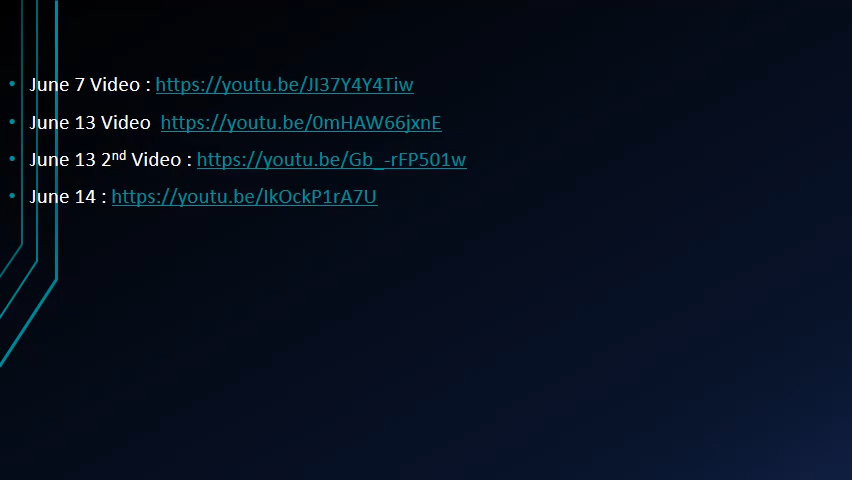 • June 7 Video : https://youtu.be/JI37Y4Y4Tiw
• June 13 Video  https://youtu.be/0mHAW66jxnE
• June 13 2nd Video : https://youtu.be/Gb_-rFP501w
• June 14 : https://youtu.be/IkOckP1rA7U